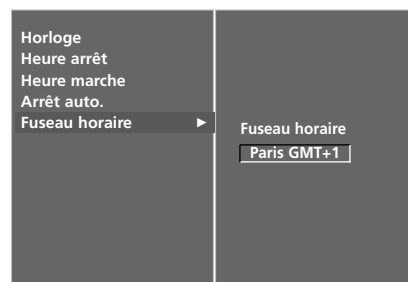 Horloge
Heure arrêt
Heure marche
Arrêt auto.
Fuseau horaire ►
Fuseau horaire
Paris GMT+1